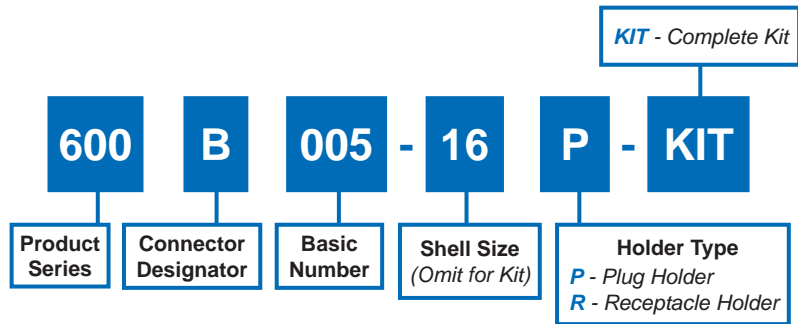 KIT - Complete Kit
600 B 005 - 16 P - KIT
Product
Series
Connector
Designator
Basic
Number
Shell Size
(Omit for Kit)
Holder Type
P - Plug Holder
R - Receptacle Holder